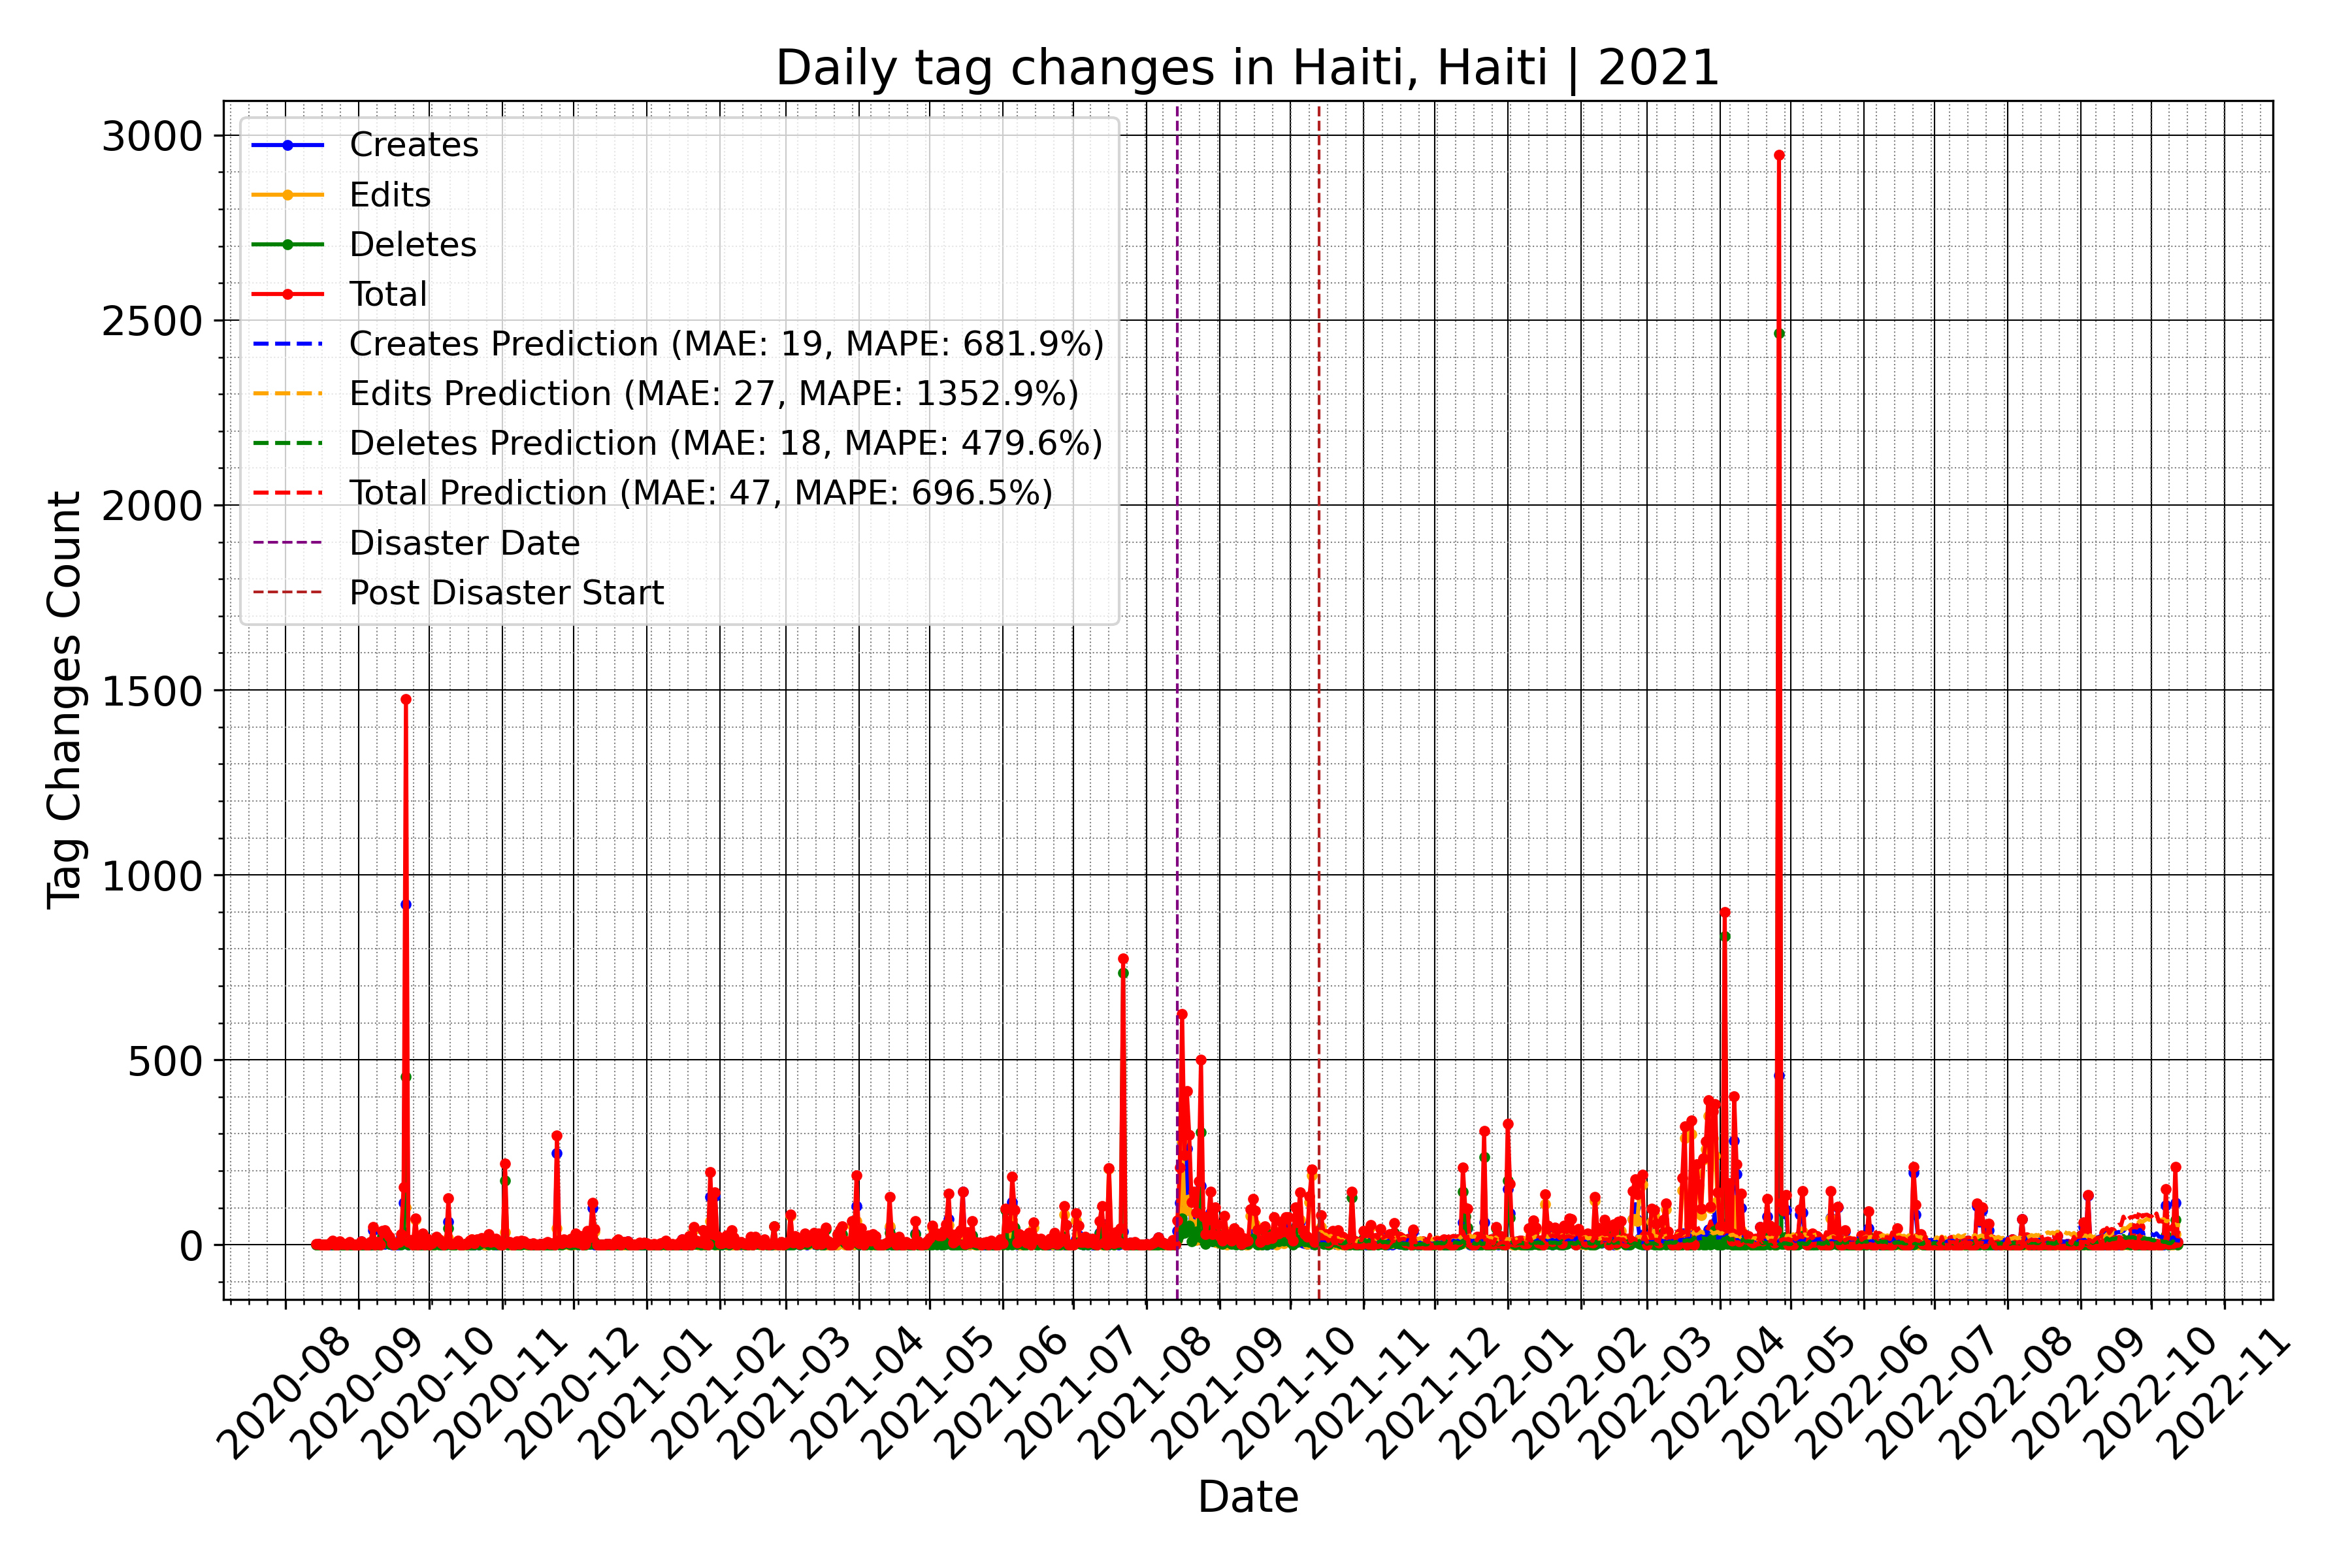 Daily tag changes in Haiti, Haiti | 2021
3000
2500
2000
1500
1000
500
0
Tag Changes Count
Creates
Edits
Deletes
Total
Creates Prediction (MAE: 19, MAPE: 681.9%)
Edits Prediction (MAE: 27, MAPE: 1352.9%)
Deletes Prediction (MAE: 18, MAPE: 479.6%)
Total Prediction (MAE: 47, MAPE: 696.5%)
Disaster Date
Post Disaster Start
2020-08
2020-09
2020-10
2020-11
2020-12
2021-01
2021-02
2021-03
2021-04
2021-05
2021-06
2021-07
2021-08
2021-09
2021-10
2021-11
2021-12
2022-01
2022-02
2022-03
2022-04
2022-05
2022-06
2022-07
2022-08
2022-09
2022-10
2022-11
Date